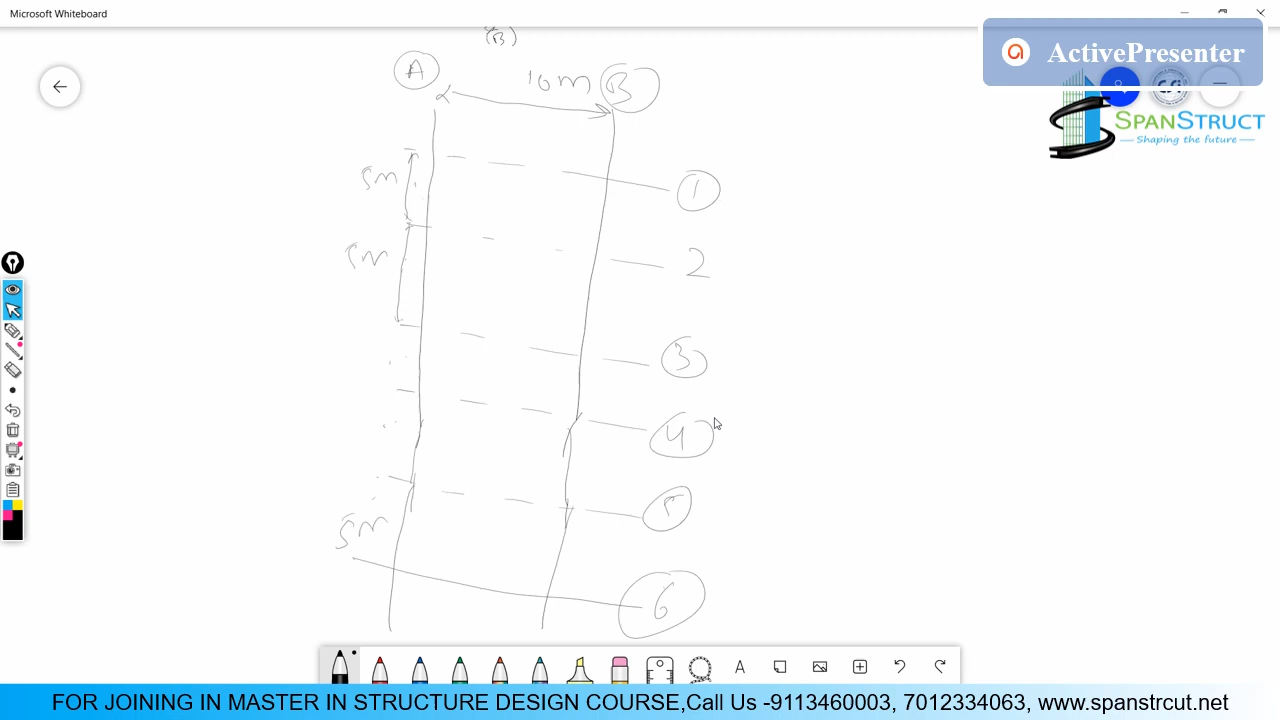 Microsoft Whiteboard
ActivePresenter
SPANSTRUCT
Shaping the future
(B)
A
10m
B
5m
1
5m
2
3
4
5
5m
6
A
FOR JOINING IN MASTER IN STRUCTURE DESIGN COURSE,Call Us -9113460003, 7012334063, www.spanstrcut.net